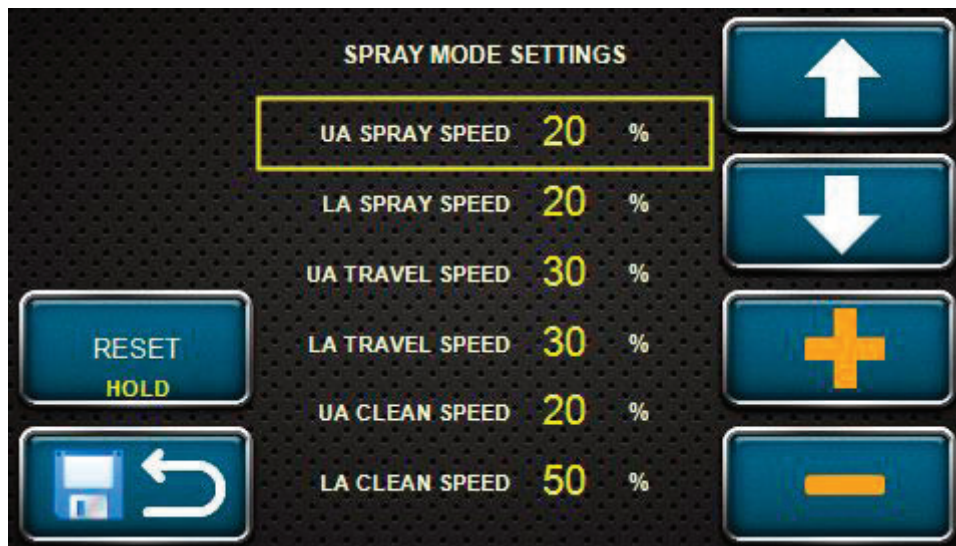 SPRAY MODE SETTINGS
UA SPRAY SPEED 20 %
LA SPRAY SPEED 20 %
UA TRAVEL SPEED 30 %
LA TRAVEL SPEED 30 %
UA CLEAN SPEED 20 %
LA CLEAN SPEED 50 %
RESET
HOLD